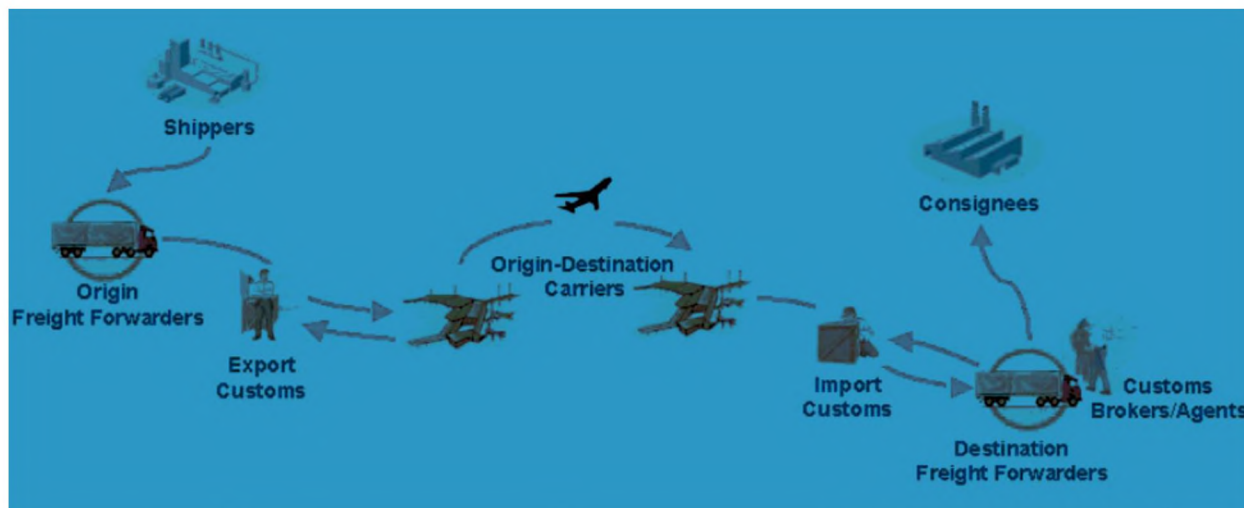 Shippers
Origin
Freight Forwarders
Export
Customs
Origin-Destination
Carriers
Import
Customs
Consignees
Customs
Brokers/Agents
Destination
Freight Forwarders